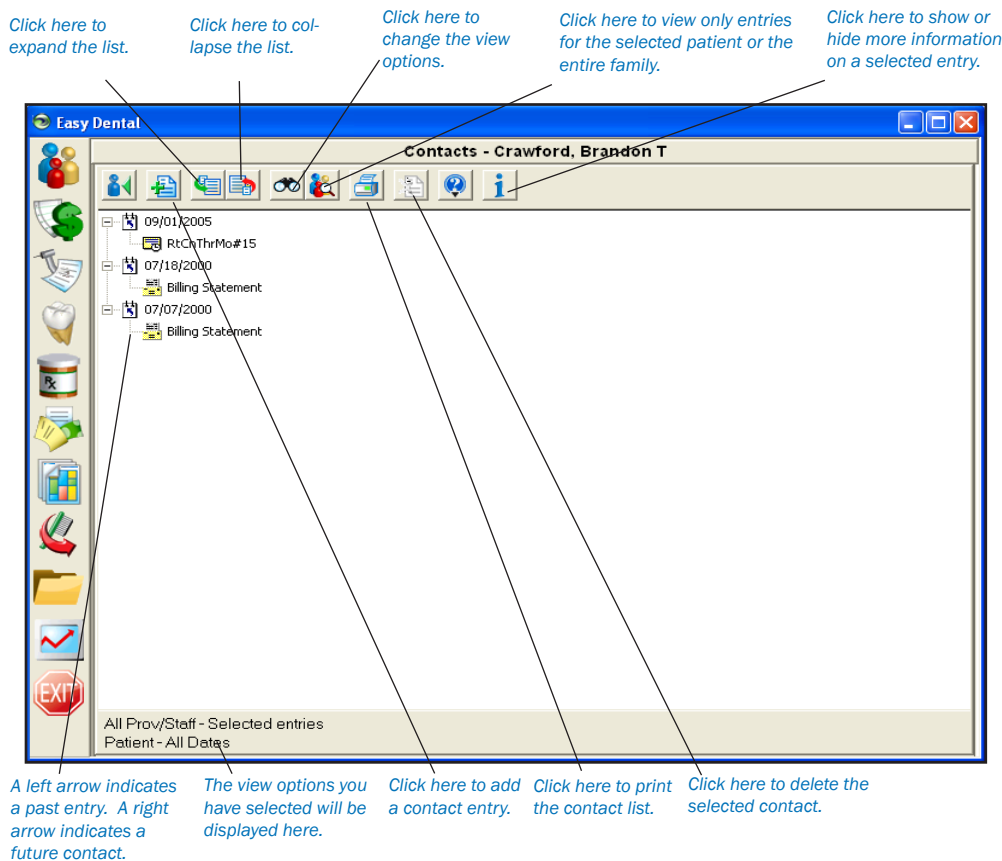 Click here to
expand the list.
Click here to col-
lapse the list.
Click here to
change the view
options.
Click here to view only entries
for the selected patient or the
entire family.
Click here to show or
hide more information
on a selected entry.
Easy Dental
Contacts - Crawford, Brandon T
09/01/2005
RtCnThrMo#15
07/18/2000
Billing Statement
07/07/2000
Billing Statement
Rx
EXIT
All Prov/Staff - Selected entries
Patient - All Dates
A left arrow indicates
a past entry. A right
arrow indicates a
future contact.
The view options you
have selected will be
displayed here.
Click here to add
a contact entry.
Click here to print
the contact list.
Click here to delete the
selected contact.